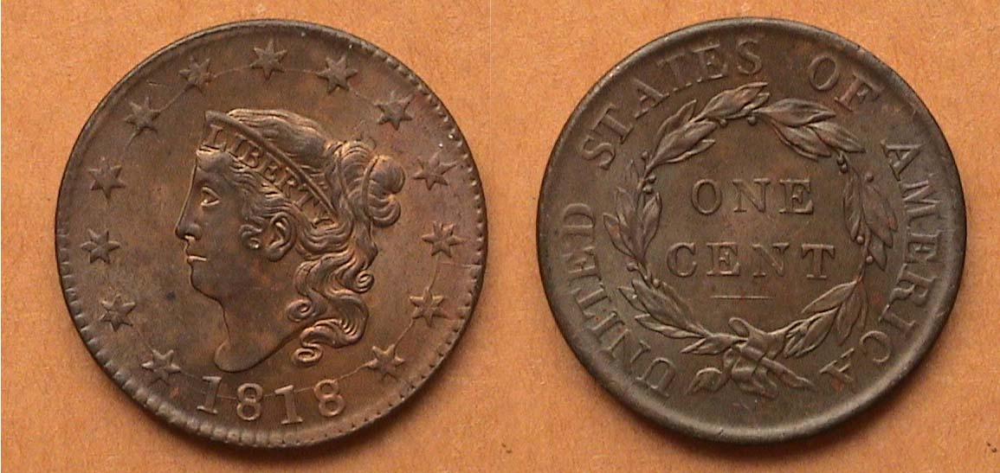 LIBERTY
1818
UNITED STATES OF AMERICA
ONE
CENT